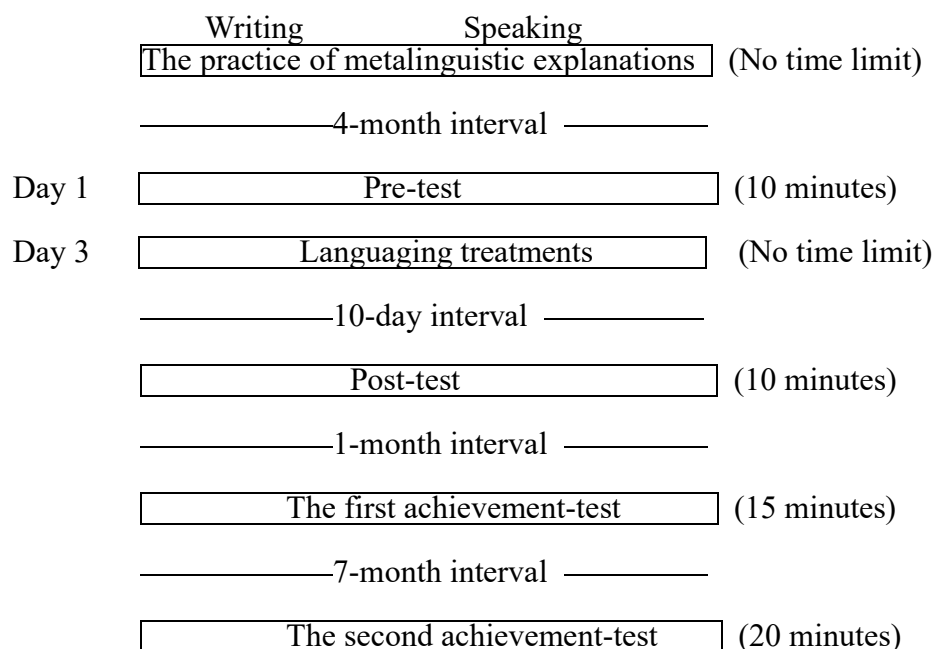 Writing Speaking
The practice of metalinguistic explanations (No time limit)
4-month interval
Day 1 Pre-test (10 minutes)
Day 3 Languaging treatments (No time limit)
10-day interval
Post-test (10 minutes)
1-month interval
The first achievement-test (15 minutes)
7-month interval
The second achievement-test (20 minutes)